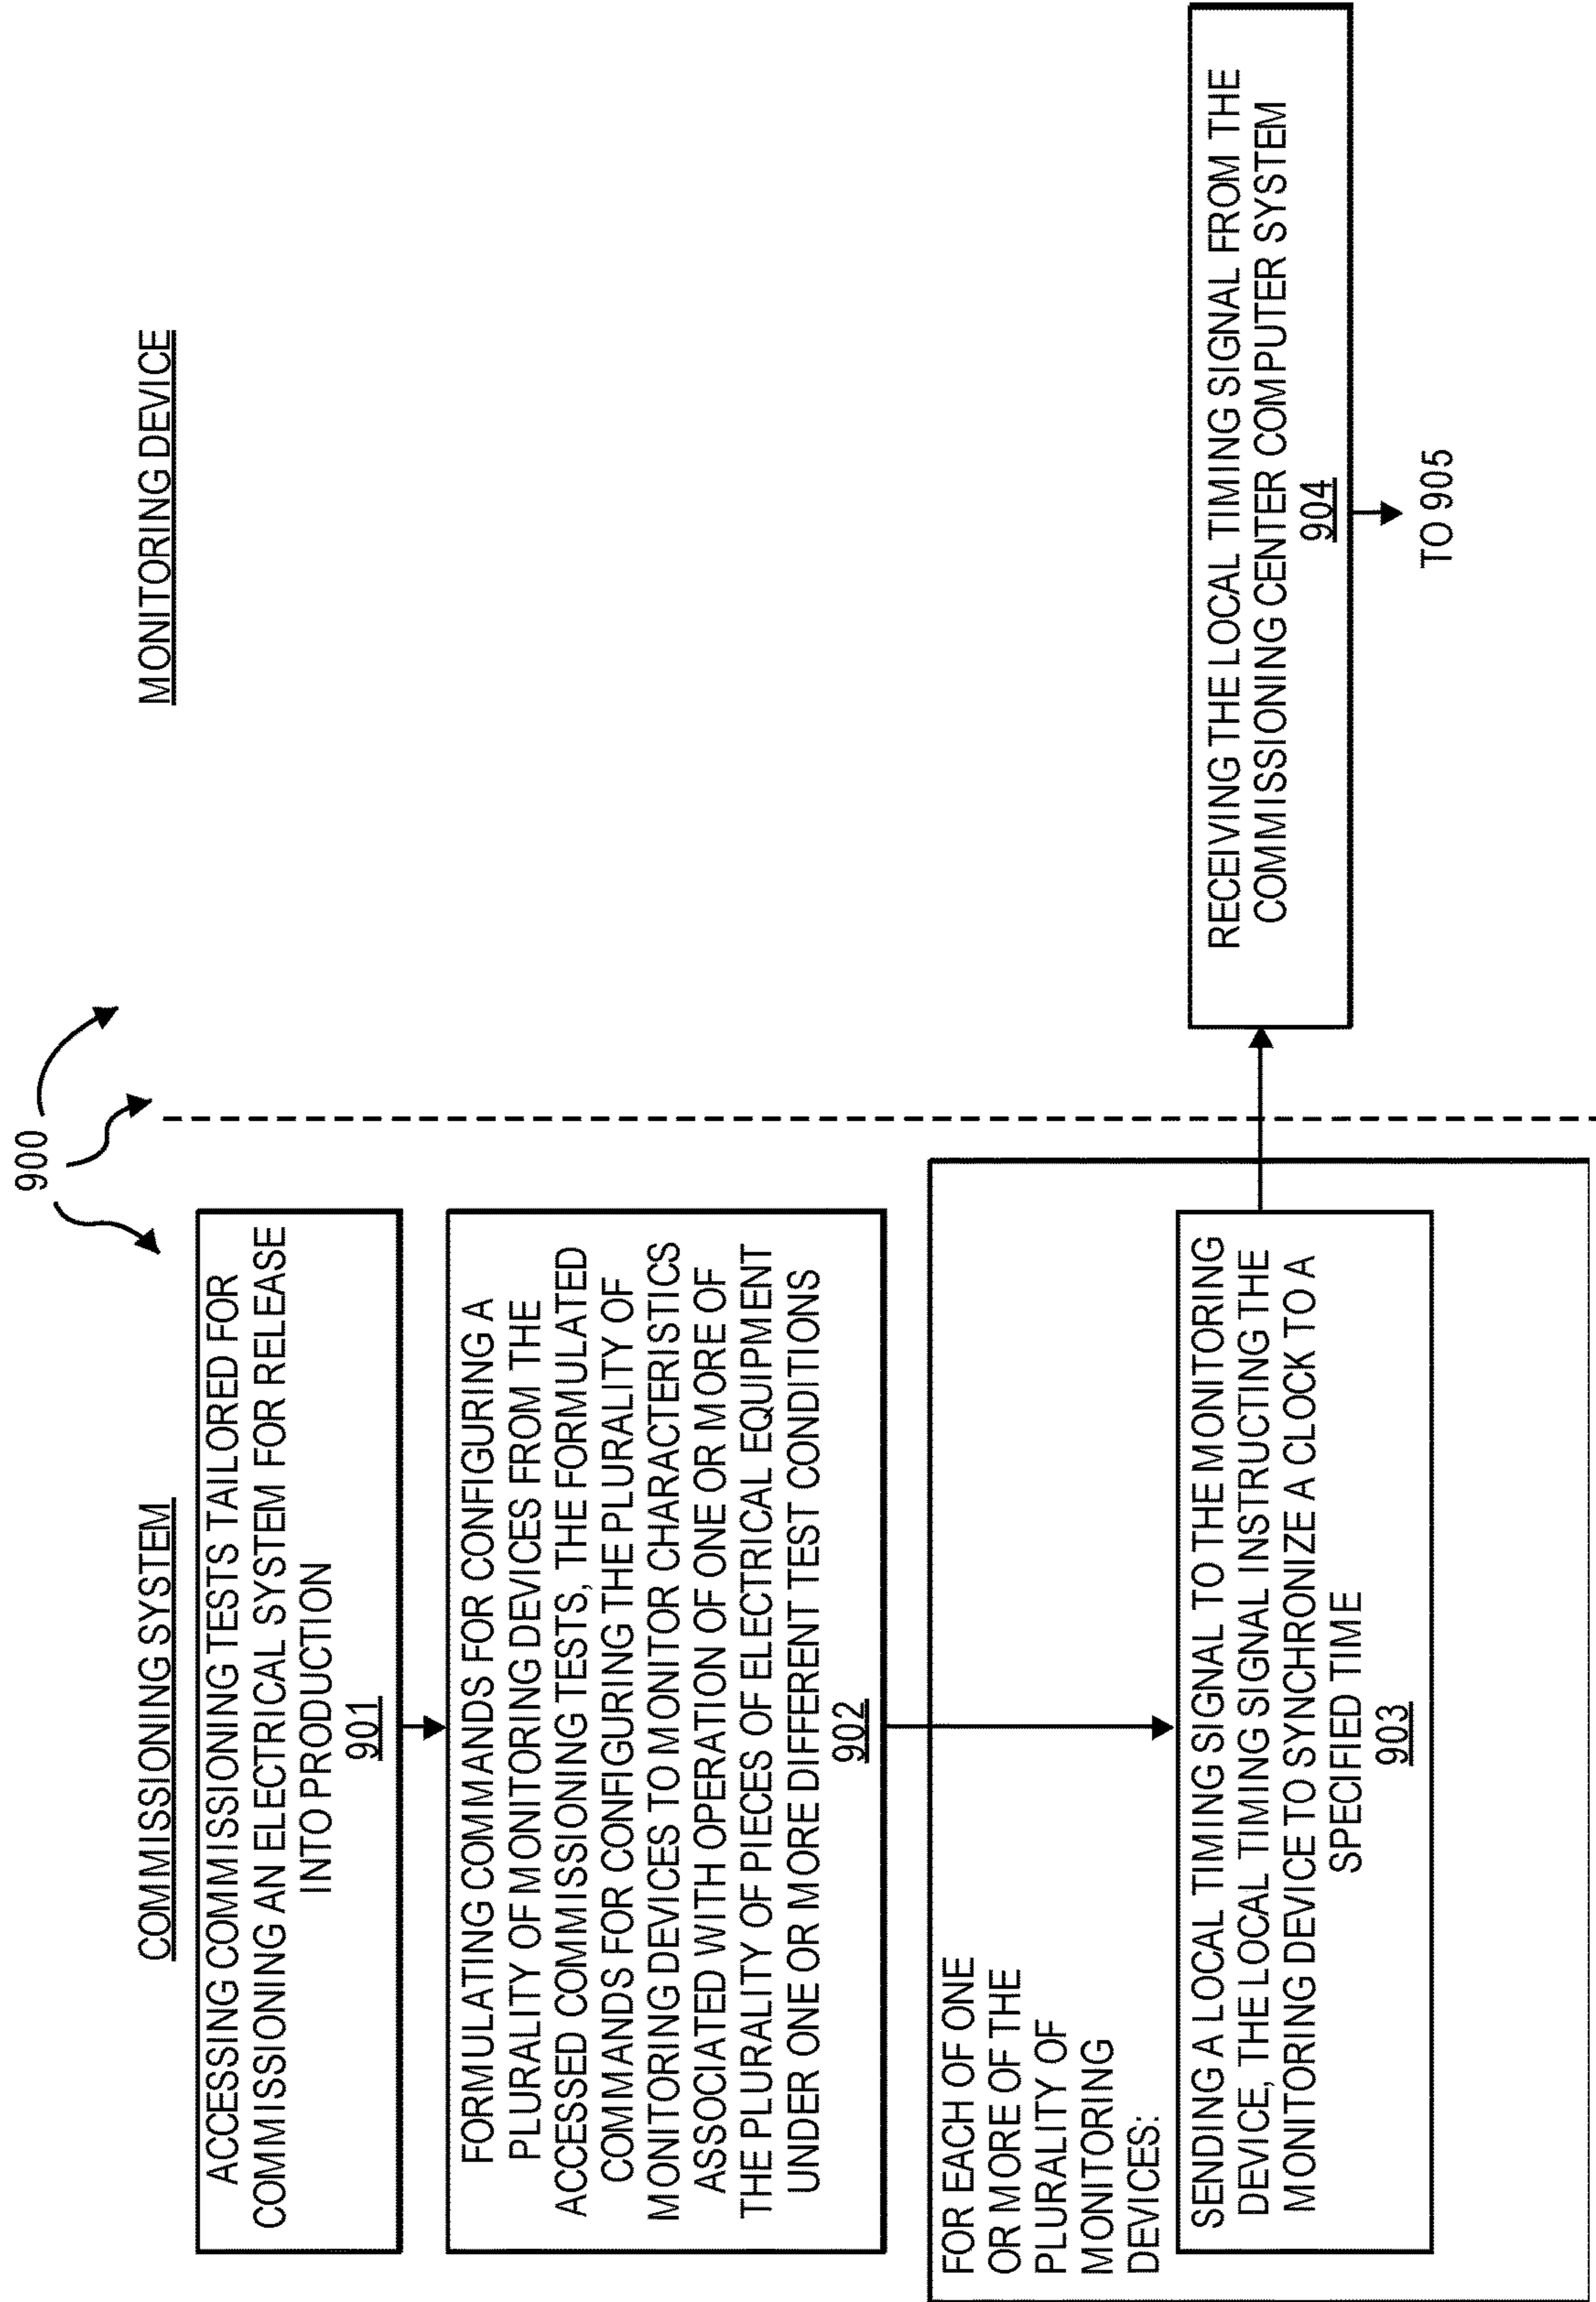 900
COMMISSIONING SYSTEM
MONITORING DEVICE
ACCESSING COMMISSIONING TESTS TAILORED FOR
COMMISSIONING AN ELECTRICAL SYSTEM FOR RELEASE
INTO PRODUCTION
901
FORMULATING COMMANDS FOR CONFIGURING A
PLURALITY OF MONITORING DEVICES FROM THE
ACCESSED COMMISSIONING TESTS, THE FORMULATED
COMMANDS FOR CONFIGURING THE PLURALITY OF
MONITORING DEVICES TO MONITOR CHARACTERISTICS
ASSOCIATED WITH OPERATION OF ONE OR MORE OF
THE PLURALITY OF PIECES OF ELECTRICAL EQUIPMENT
UNDER ONE OR MORE DIFFERENT TEST CONDITIONS
902
FOR EACH OF ONE
OR MORE OF THE
PLURALITY OF
MONITORING
DEVICES:
SENDING A LOCAL TIMING SIGNAL TO THE MONITORING
DEVICE, THE LOCAL TIMING SIGNAL INSTRUCTING THE
MONITORING DEVICE TO SYNCHRONIZE A CLOCK TO A
SPECIFIED TIME
903
RECEIVING THE LOCAL TIMING SIGNAL FROM THE
COMMISSIONING CENTER COMPUTER SYSTEM
904
TO 905